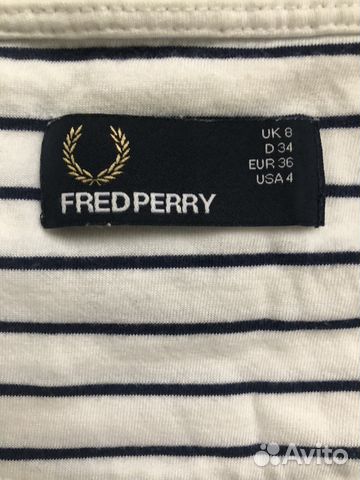 FRED PERRY
UK 8
D 34
EUR 36
USA 4
Avito